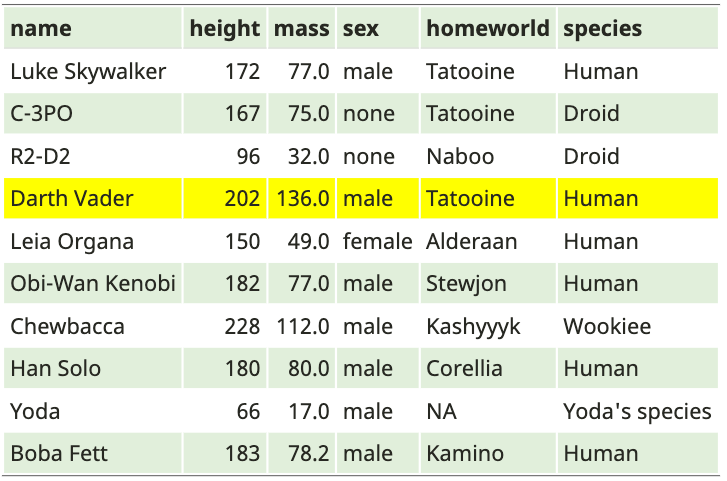 name height mass sex homeworld species
Luke Skywalker 172 77.0 male Tatooine Human
C-3PO 167 75.0 none Tatooine Droid
R2-D2 96 32.0 none Naboo Droid
Darth Vader 202 136.0 male Tatooine Human
Leia Organa 150 49.0 female Alderaan Human
Obi-Wan Kenobi 182 77.0 male Stewjon Human
Chewbacca 228 112.0 male Kashyyyk Wookiee
Han Solo 180 80.0 male Corellia Human
Yoda 66 17.0 male NA Yoda's species
Boba Fett 183 78.2 male Kamino Human